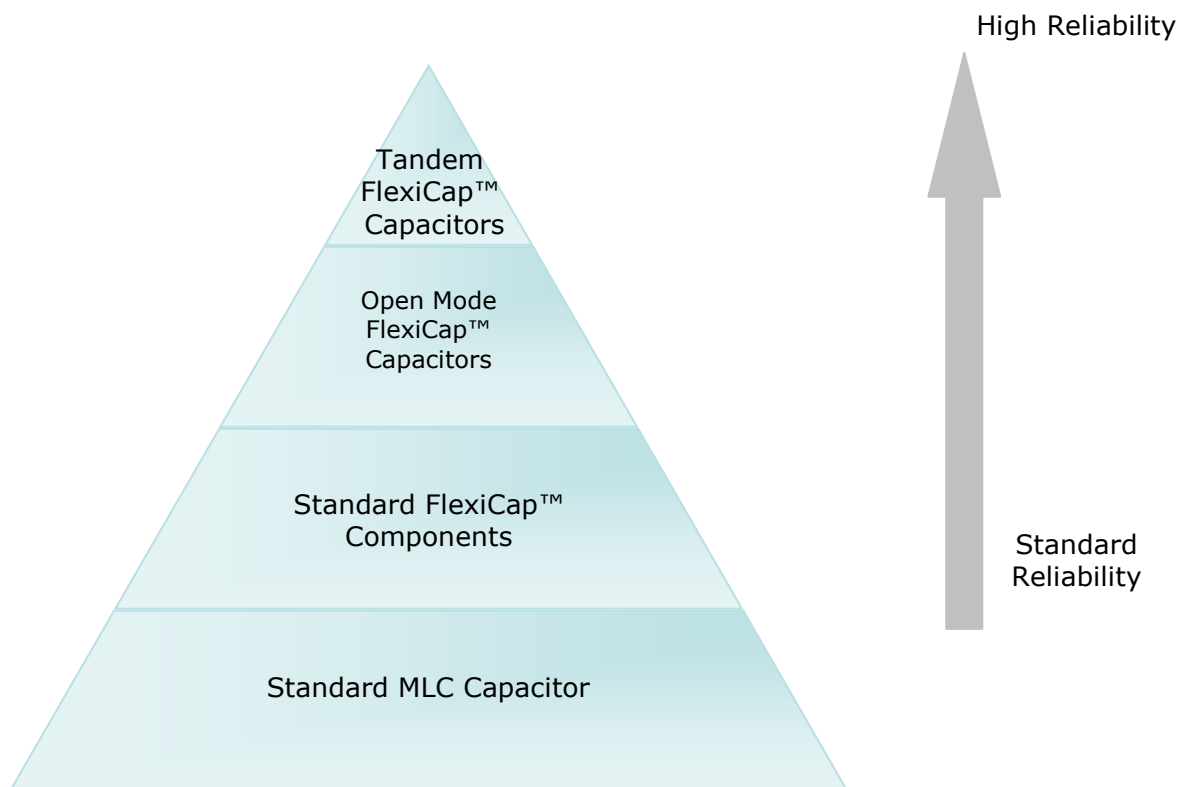 High Reliability
Tandem
FlexiCap™
Capacitors
Open Mode
FlexiCap™
Capacitors
Standard FlexiCap™
Components
Standard
Reliability
Standard MLC Capacitor